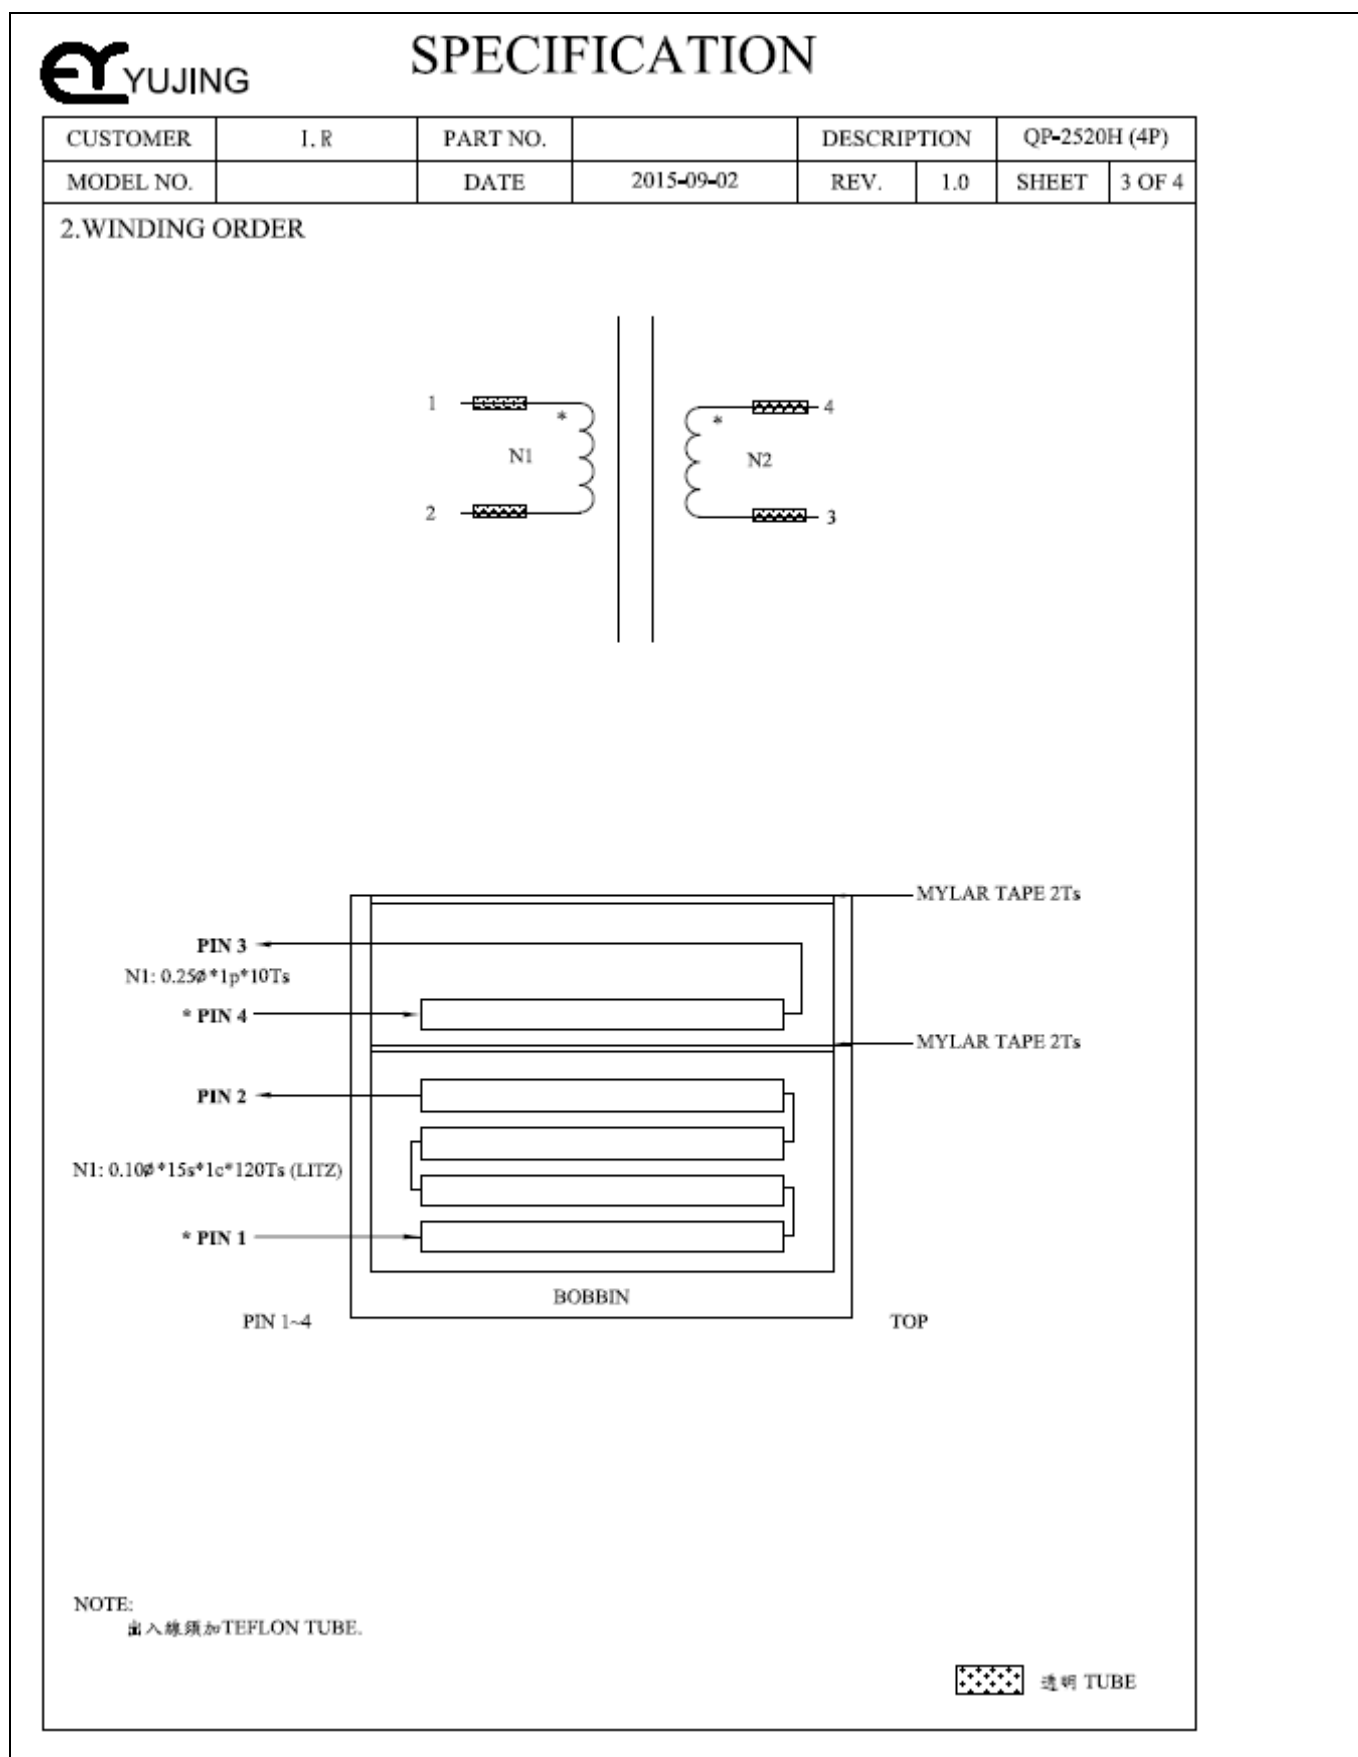 YUJING
SPECIFICATION
CUSTOMER I.R PART NO. DESCRIPTION QP-2520H (4P)
MODEL NO. DATE 2015-09-02 REV. 1.0 SHEET 3 OF 4
2.WINDING ORDER
1 * * 4
N1 N2
2 3
MYLAR TAPE 2Ts
PIN 3
N1: 0.25ø*1p*10Ts
* PIN 4
MYLAR TAPE 2Ts
PIN 2
N1: 0.10ø*15s*1c*120Ts (LITZ)
* PIN 1
BOBBIN
PIN 1~4 TOP
NOTE:
出入線須加TEFLON TUBE.
透明 TUBE